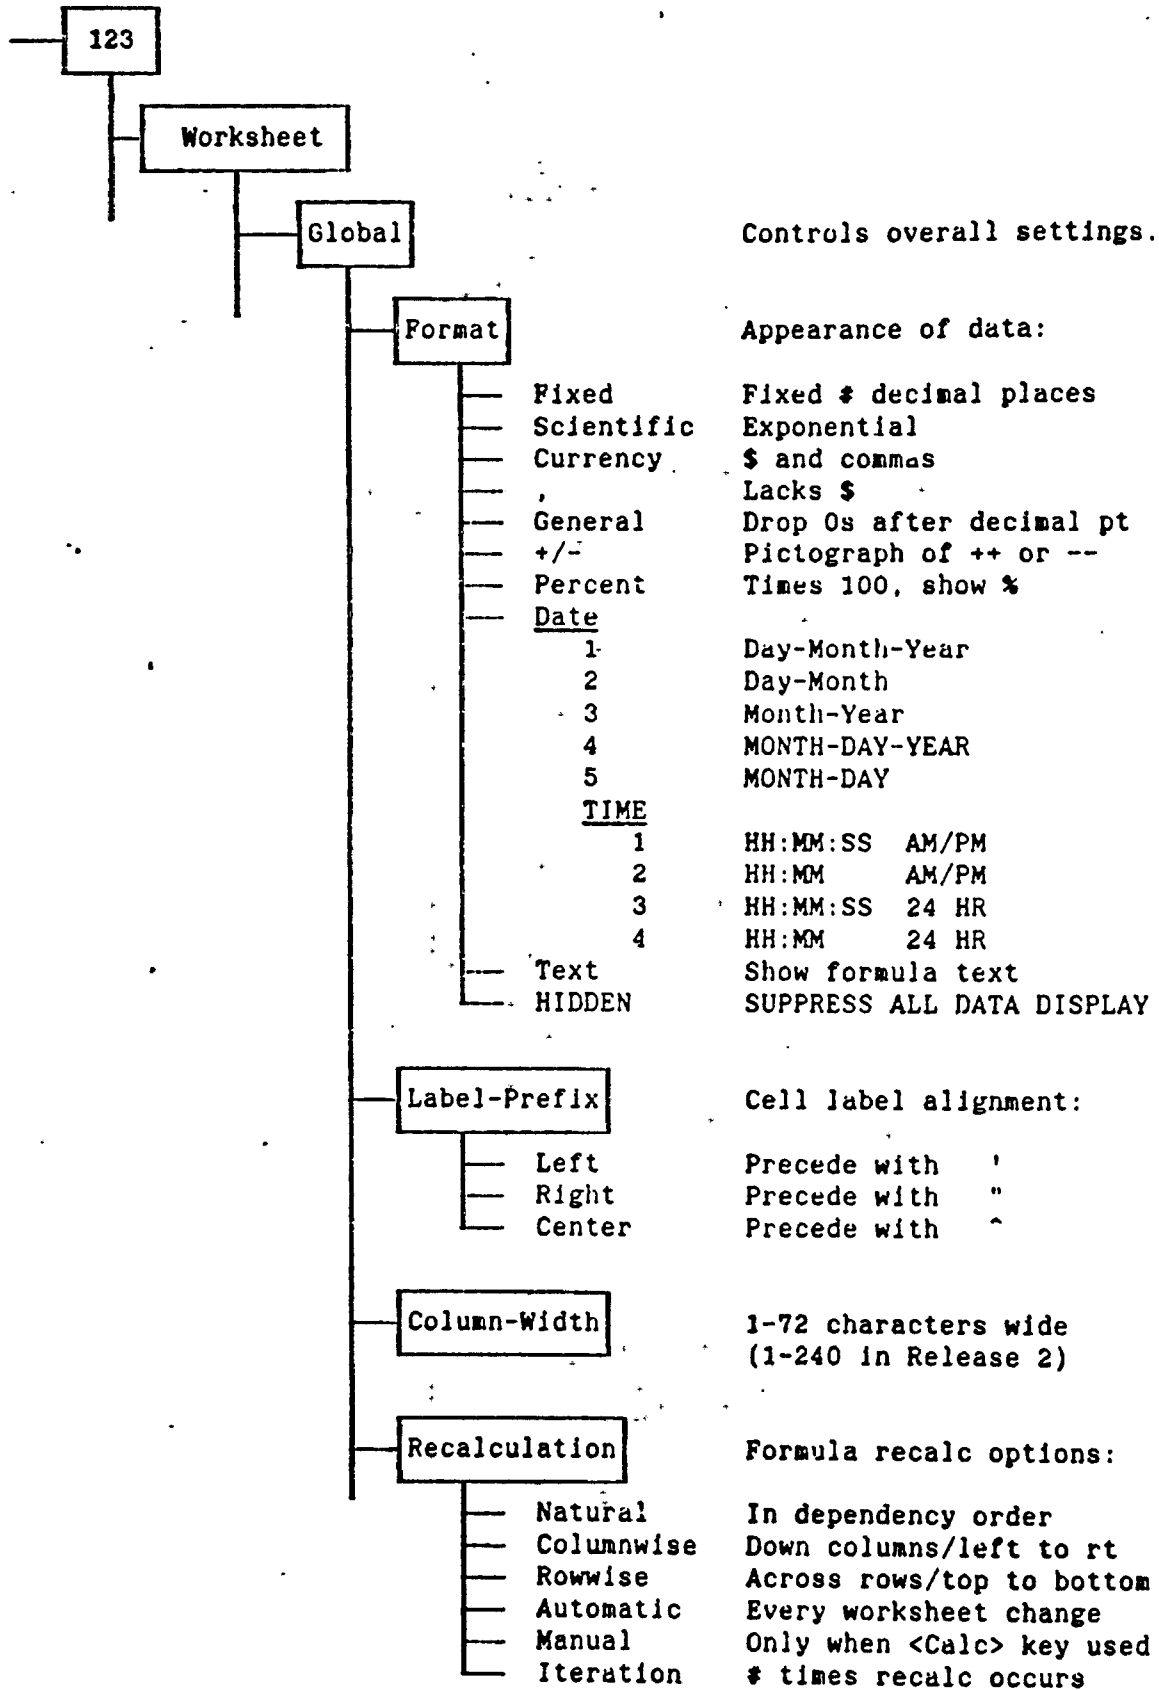 123
Worksheet
Global Controls overall settings.
Format Appearance of data:
Fixed Fixed # decimal places
Scientific Exponential
Currency $ and commas
, Lacks $
General Drop 0s after decimal pt
+/- Pictograph of ++ or --
Percent Times 100, show %
Date
1 Day-Month-Year
2 Day-Month
3 Month-Year
4 MONTH-DAY-YEAR
5 MONTH-DAY
TIME
1 HH:MM:SS AM/PM
2 HH:MM AM/PM
3 HH:MM:SS 24 HR
4 HH:MM 24 HR
Text Show formula text
HIDDEN SUPPRESS ALL DATA DISPLAY
Label-Prefix Cell label alignment:
Left Precede with '
Right Precede with "
Center Precede with ^
Column-Width 1-72 characters wide
(1-240 in Release 2)
Recalculation Formula recalc options:
Natural In dependency order
Columnwise Down columns/left to rt
Rowwise Across rows/top to bottom
Automatic Every worksheet change
Manual Only when <Calc> key used
Iteration # times recalc occurs